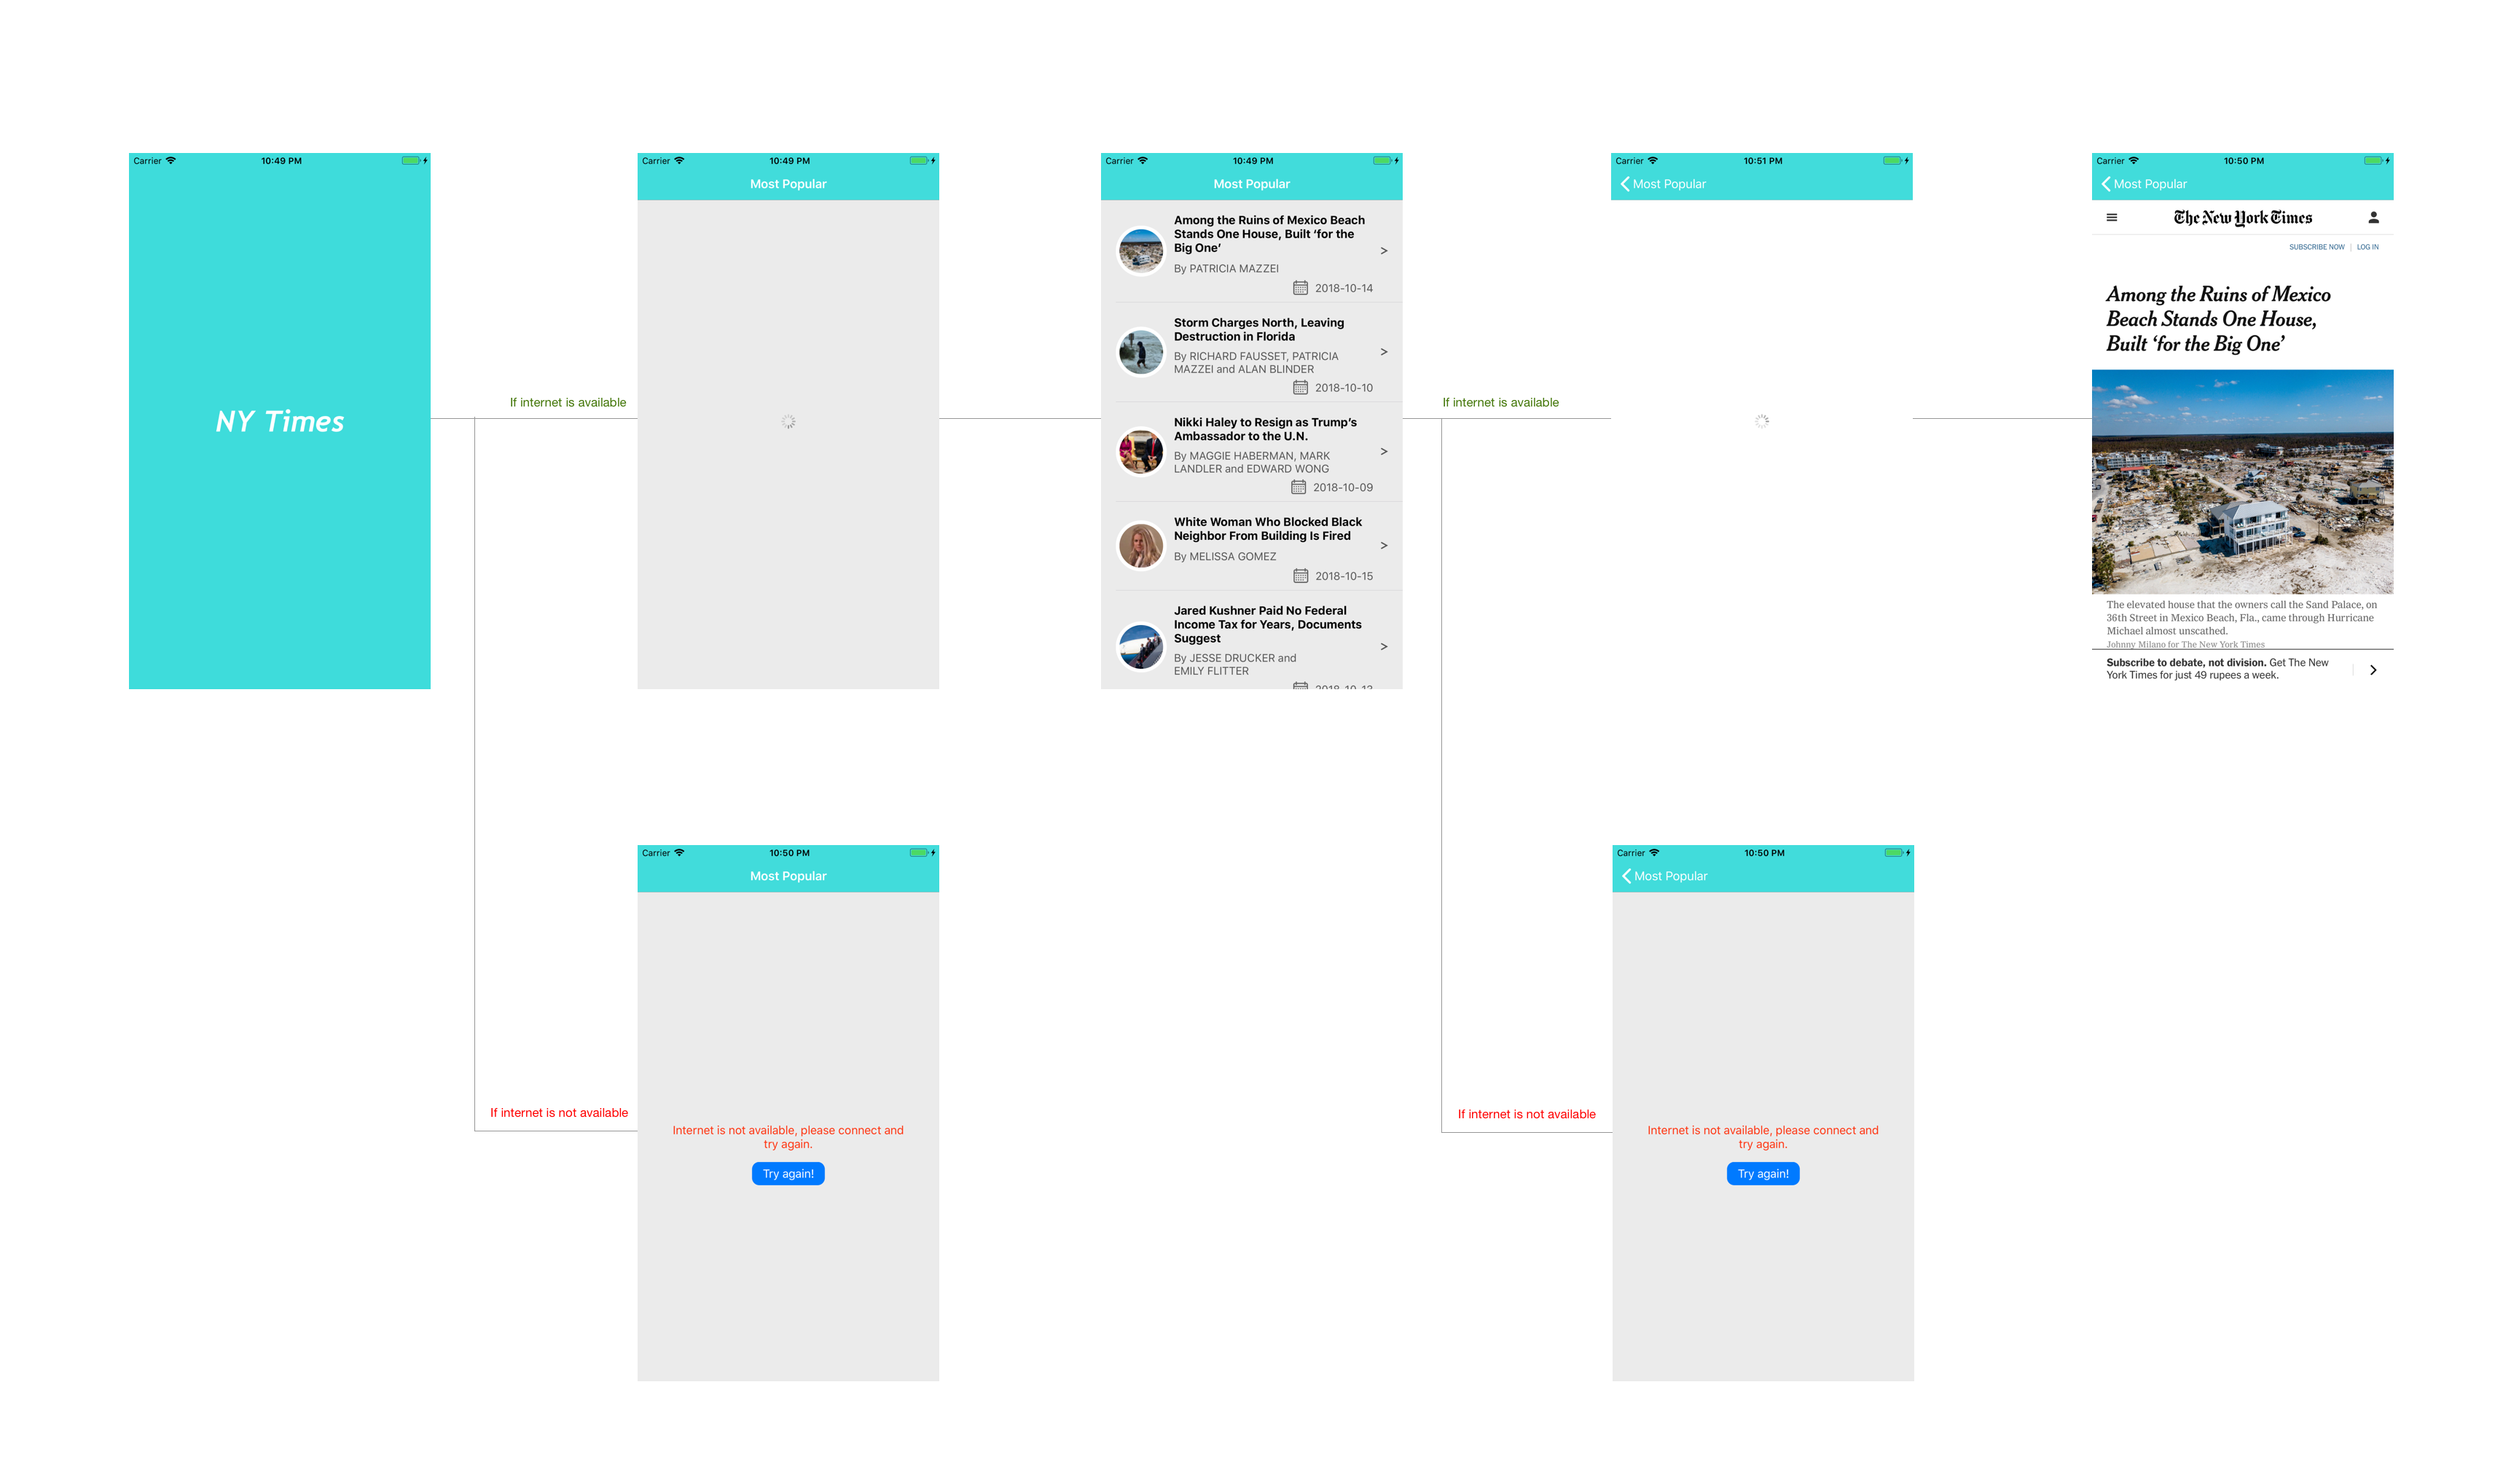 Carrier 10:49 PM
NY Times
If internet is available
Carrier 10:49 PM
Most Popular
Carrier 10:49 PM
Most Popular
Among the Ruins of Mexico Beach
Stands One House, Built ‘for the
Big One’
>
By PATRICIA MAZZEI
2018-10-14
Storm Charges North, Leaving
Destruction in Florida
>
By RICHARD FAUSSET, PATRICIA
MAZZEI and ALAN BLINDER
2018-10-10
Nikki Haley to Resign as Trump’s
Ambassador to the U.N.
>
By MAGGIE HABERMAN, MARK
LANDLER and EDWARD WONG
2018-10-09
White Woman Who Blocked Black
Neighbor From Building Is Fired
>
By MELISSA GOMEZ
2018-10-15
Jared Kushner Paid No Federal
Income Tax for Years, Documents
Suggest
>
By JESSE DRUCKER and
EMILY FLITTER
2018-10-13
If internet is available
Carrier 10:51 PM
Most Popular
Carrier 10:50 PM
Most Popular
The New York Times
SUBSCRIBE NOW | LOG IN
Among the Ruins of Mexico
Beach Stands One House,
Built ‘for the Big One’
The elevated house that the owners call the Sand Palace, on
36th Street in Mexico Beach, Fla., came through Hurricane
Michael almost unscathed.
Johnny Milano for The New York Times
Subscribe to debate, not division. Get The New
York Times for just 49 rupees a week.
If internet is not available
Carrier 10:50 PM
Most Popular
Internet is not available, please connect and
try again.
Try again!
If internet is not available
Carrier 10:50 PM
Most Popular
Internet is not available, please connect and
try again.
Try again!